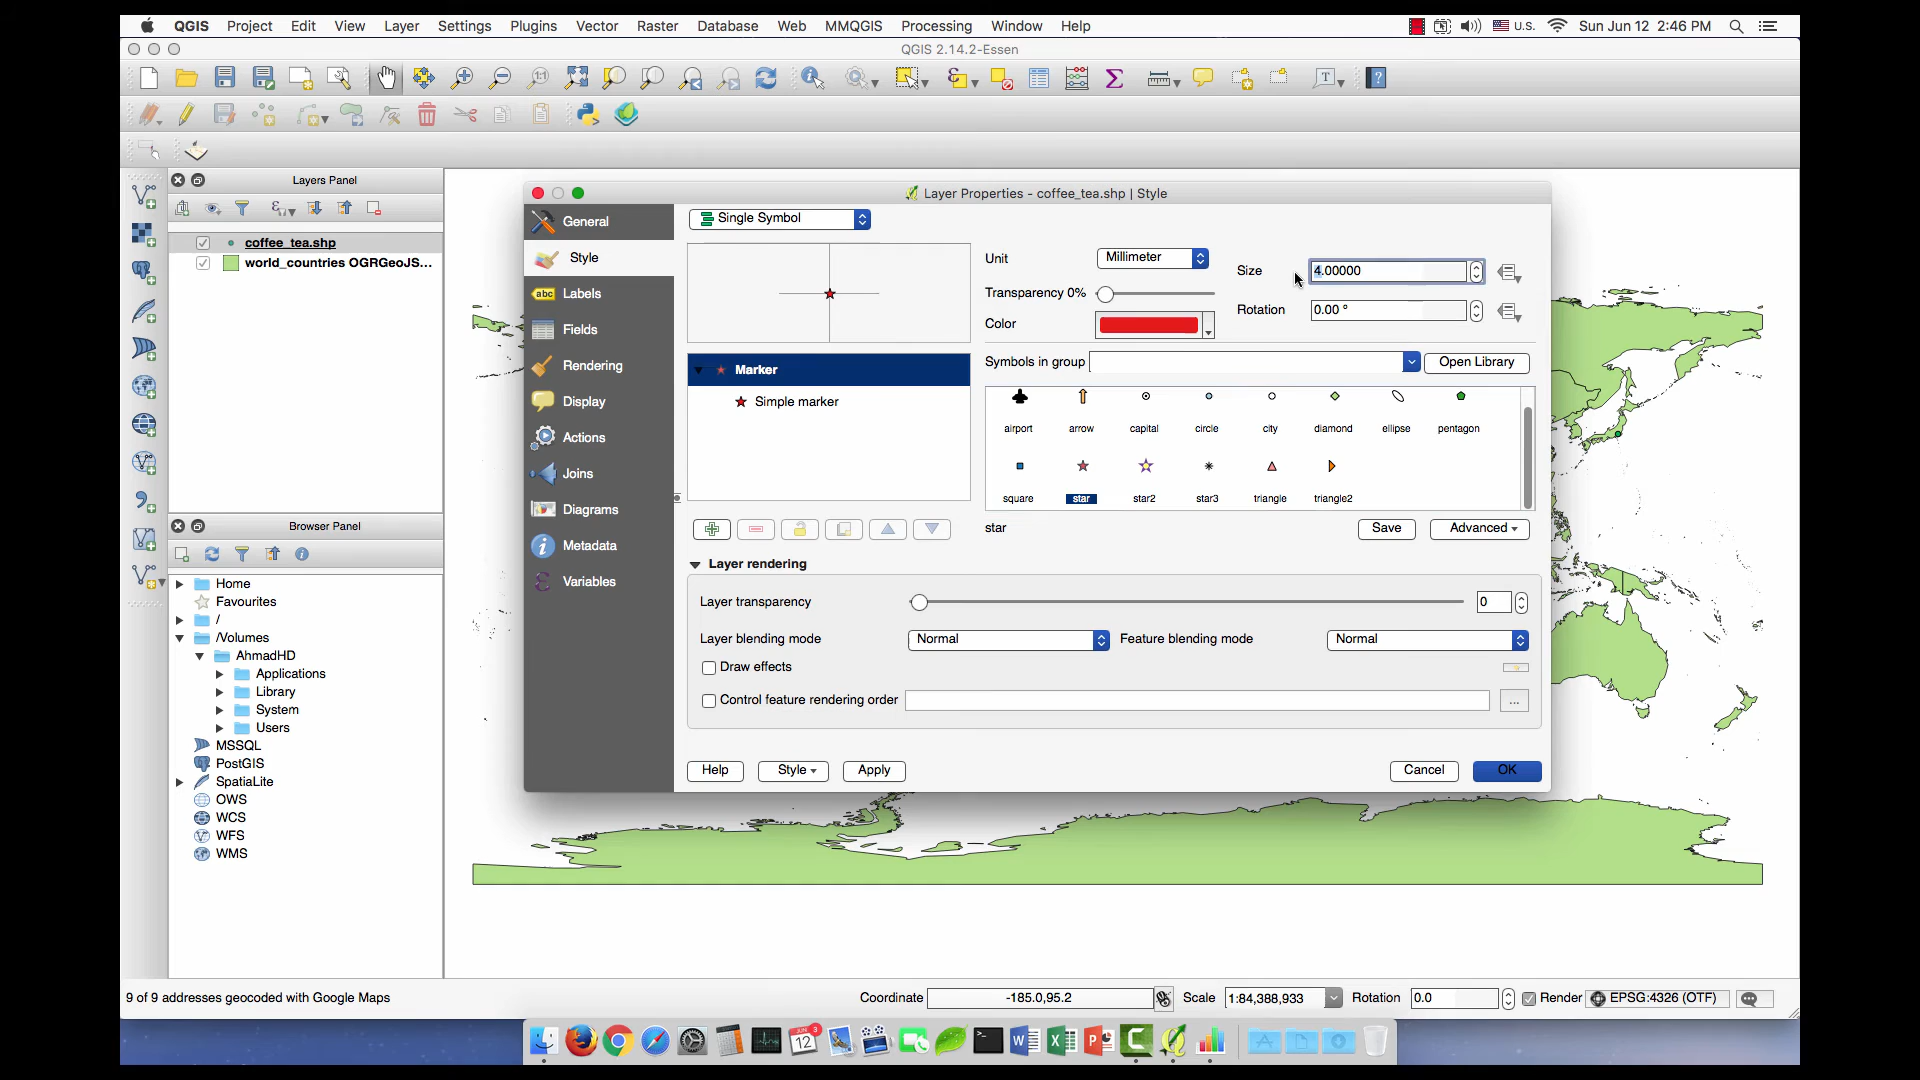 QGIS Project Edit View Layer Settings Plugins Vector Raster Database Web MMQGIS Processing Window Help U.S. Sun Jun 12 2:46 PM
QGIS 2.14.2-Essen
Layers Panel
coffee_tea.shp
world_countries OGRGeoJS...
Browser Panel
Home
Favourites
/
/Volumes
AhmadHD
Applications
Library
System
Users
MSSQL
PostGIS
SpatiaLite
OWS
WCS
WFS
WMS
Layer Properties - coffee_tea.shp | Style
General
Style
abc Labels
Fields
Rendering
Display
Actions
Joins
Diagrams
Metadata
Variables
Single Symbol
Marker
Simple marker
Unit Millimeter
Size 4.00000
Transparency 0%
Rotation 0.00 °
Color
Symbols in group Open Library
airport arrow capital circle city diamond ellipse pentagon
square star star2 star3 triangle triangle2
star Save Advanced
Layer rendering
Layer transparency 0
Layer blending mode Normal Feature blending mode Normal
Draw effects
Control feature rendering order ...
Help Style Apply Cancel OK
9 of 9 addresses geocoded with Google Maps Coordinate -185.0,95.2 Scale 1:84,388,933 Rotation 0.0 Render EPSG:4326 (OTF)